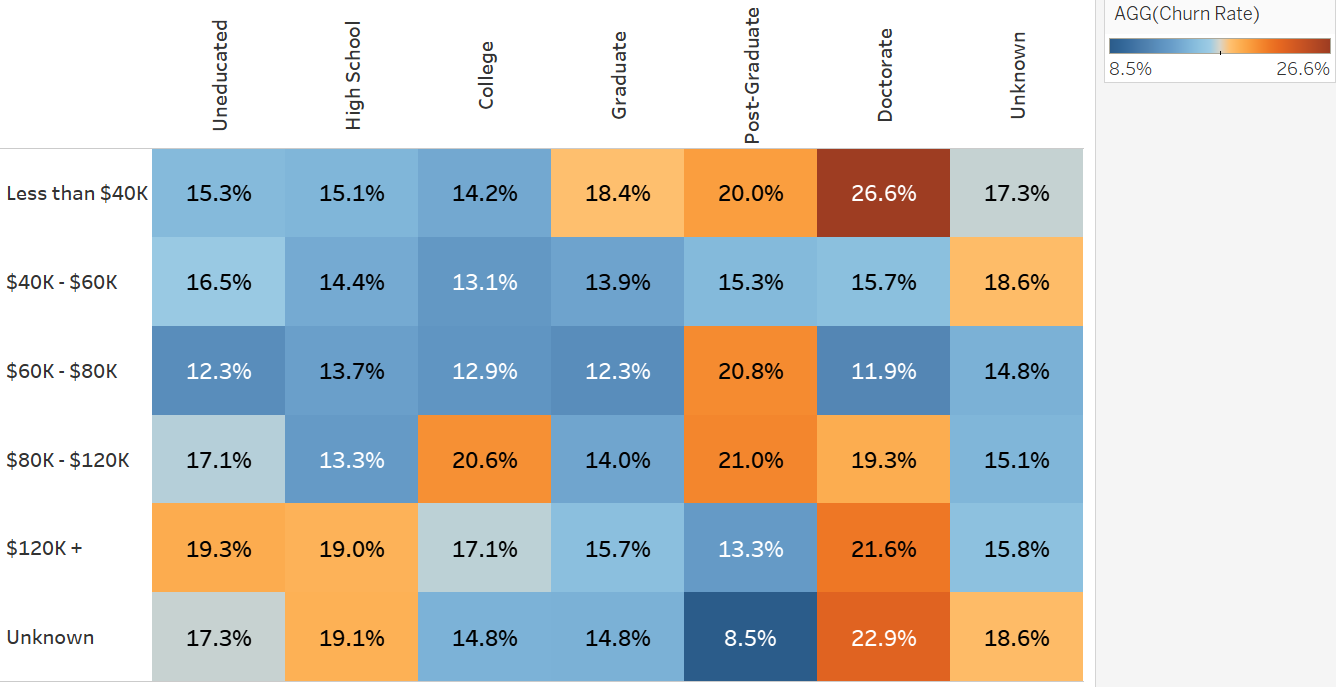 AGG(Churn Rate)
8.5% 26.6%
Uneducated High School College Graduate Post-Graduate Doctorate Unknown
Less than $40K 15.3% 15.1% 14.2% 18.4% 20.0% 26.6% 17.3%
$40K - $60K 16.5% 14.4% 13.1% 13.9% 15.3% 15.7% 18.6%
$60K - $80K 12.3% 13.7% 12.9% 12.3% 20.8% 11.9% 14.8%
$80K - $120K 17.1% 13.3% 20.6% 14.0% 21.0% 19.3% 15.1%
$120K + 19.3% 19.0% 17.1% 15.7% 13.3% 21.6% 15.8%
Unknown 17.3% 19.1% 14.8% 14.8% 8.5% 22.9% 18.6%